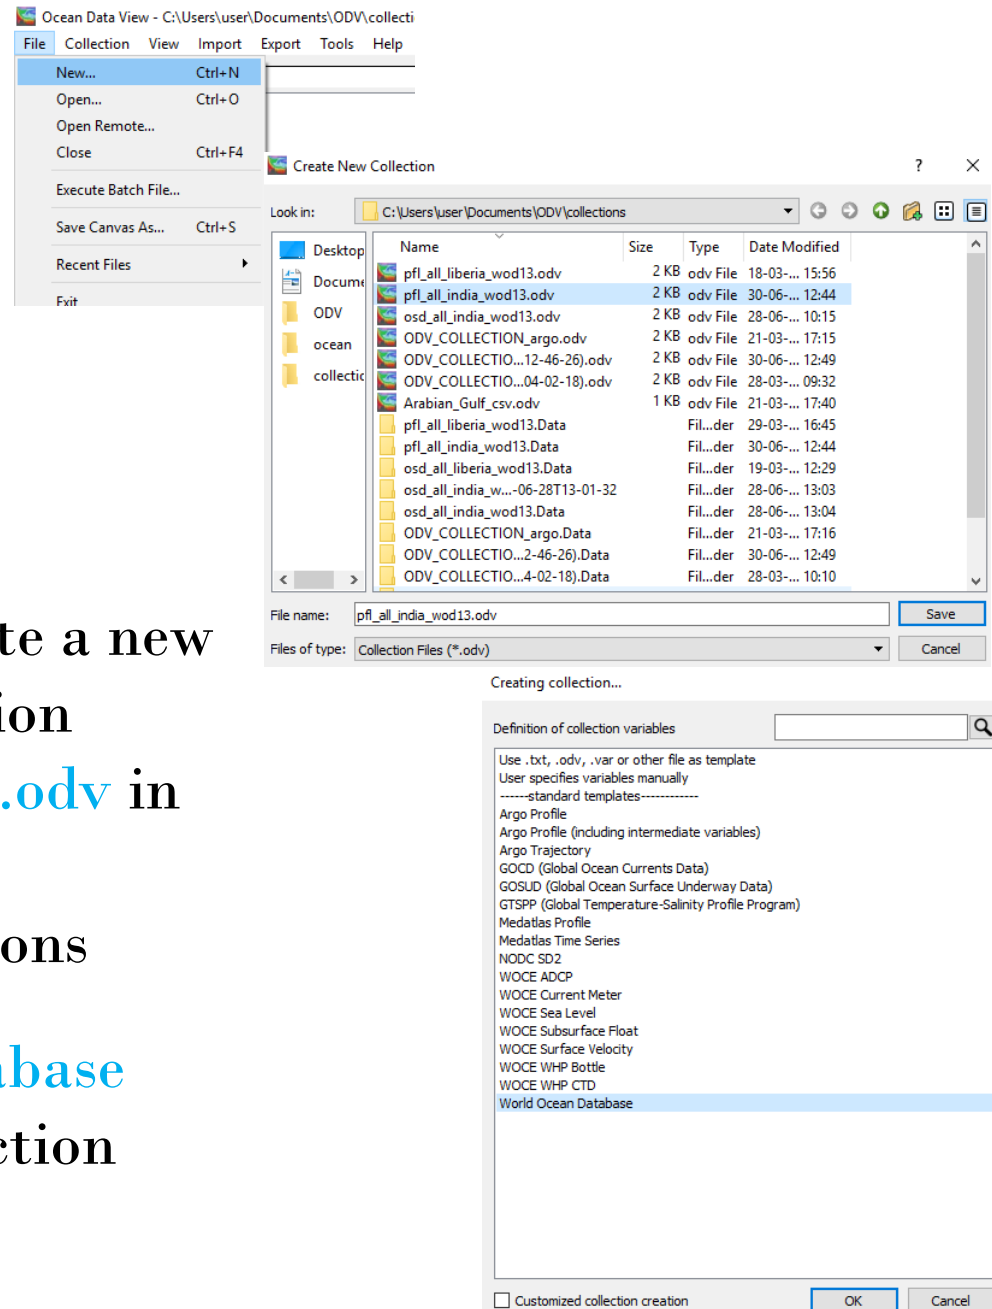 Ocean Data View - C:\Users\user\Documents\ODV\collecti
File Collection View Import Export Tools Help
New... Ctrl+N
Open... Ctrl+O
Open Remote...
Close Ctrl+F4
Execute Batch File...
Save Canvas As... Ctrl+S
Recent Files
Exit
Create New Collection ?
Look in: C:\Users\user\Documents\ODV\collections
Desktop
Docume
ODV
ocean
collectic
Name Size Type Date Modified
pfl_all_liberia_wod13.odv 2 KB odv File 18-03-... 15:56
pfl_all_india_wod13.odv 2 KB odv File 30-06-... 12:44
osd_all_india_wod13.odv 2 KB odv File 28-06-... 10:15
ODV_COLLECTION_argo.odv 2 KB odv File 21-03-... 17:15
ODV_COLLECTIO...12-46-26).odv 2 KB odv File 30-06-... 12:49
ODV_COLLECTIO...04-02-18).odv 2 KB odv File 28-03-... 09:32
Arabian_Gulf_csv.odv 1 KB odv File 21-03-... 17:40
pfl_all_liberia_wod13.Data Fil...der 29-03-... 16:45
pfl_all_india_wod13.Data Fil...der 30-06-... 12:44
osd_all_liberia_wod13.Data Fil...der 19-03-... 12:29
osd_all_india_w...-06-28T13-01-32 Fil...der 28-06-... 13:03
osd_all_india_wod13.Data Fil...der 28-06-... 13:04
ODV_COLLECTION_argo.Data Fil...der 21-03-... 17:16
ODV_COLLECTIO...2-46-26).Data Fil...der 30-06-... 12:49
ODV_COLLECTIO...4-02-18).Data Fil...der 28-03-... 10:10
File name: pfl_all_india_wod13.odv Save
Files of type: Collection Files (*.odv) Cancel
te a new
ion
.odv in
ons
abase
ction
Creating collection...
Definition of collection variables
Use .txt, .odv, .var or other file as template
User specifies variables manually
------standard templates------------
Argo Profile
Argo Profile (including intermediate variables)
Argo Trajectory
GOCD (Global Ocean Currents Data)
GOSUD (Global Ocean Surface Underway Data)
GTSPP (Global Temperature-Salinity Profile Program)
Medatlas Profile
Medatlas Time Series
NODC SD2
WOCE ADCP
WOCE Current Meter
WOCE Sea Level
WOCE Subsurface Float
WOCE Surface Velocity
WOCE WHP Bottle
WOCE WHP CTD
World Ocean Database
Customized collection creation OK Cancel